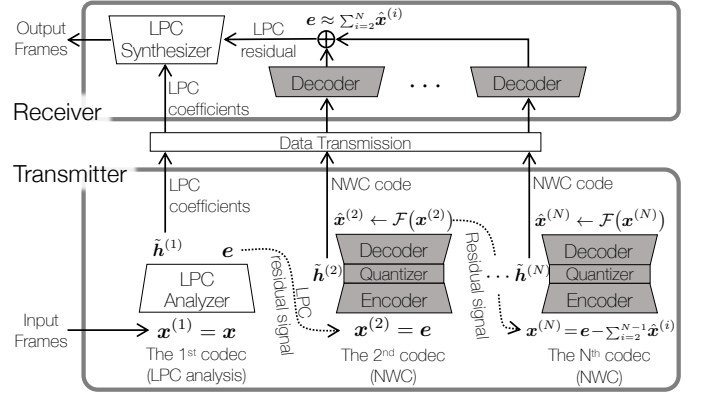 Output
Frames
LPC
Synthesizer
LPC
residual
e ≈ ∑_{i=2}^{N} x̂^{(i)}
⊕
Decoder
. . .
Decoder
LPC
coefficients
Receiver
Data Transmission
Transmitter
LPC
coefficients
NWC code
NWC code
h̃^{(1)}
e
LPC
Analyzer
LPC
residual signal
x̂^{(2)} ← F(x^{(2)})
h̃^{(2)}
Decoder
Quantizer
Encoder
Residual signal
x̂^{(N)} ← F(x^{(N)})
· · · h̃^{(N)}
Decoder
Quantizer
Encoder
Input
Frames
x^{(1)} = x
x^{(2)} = e
x^{(N)} = e − ∑_{i=2}^{N−1} x̂^{(i)}
The 1st codec
(LPC analysis)
The 2nd codec
(NWC)
The Nth codec
(NWC)